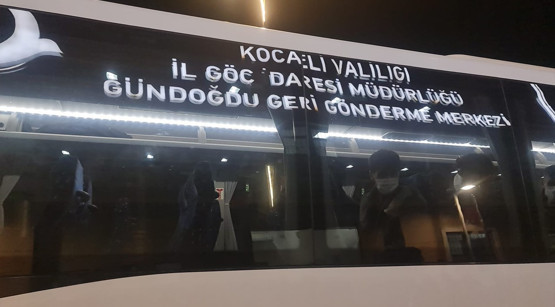 KOCAELİ VALİLİĞİ
İL GÖÇ İDARESİ MÜDÜRLÜĞÜ
GÜNDOĞDU GERİ GÖNDERME MERKEZİ